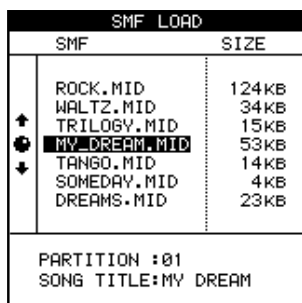 SMF LOAD
SMF SIZE
ROCK.MID 124KB
WALTZ.MID 34KB
TRILOGY.MID 15KB
MY_DREAM.MID 53KB
TANGO.MID 14KB
SOMEDAY.MID 4KB
DREAMS.MID 23KB
PARTITION :01
SONG TITLE:MY DREAM